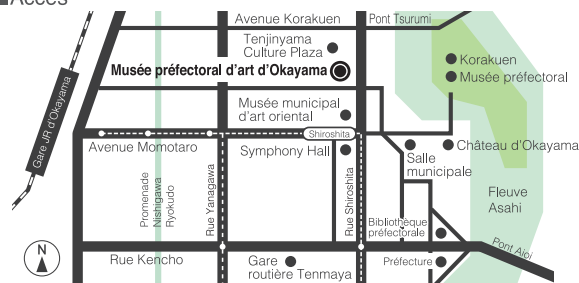 Accès
Avenue Korakuen
Pont Tsurumi
Tenjinyama
Culture Plaza
Korakuen
Musée préfectoral d'art d'Okayama
Musée préfectoral
Gare JR d'Okayama
Musée municipal
d'art oriental
Shiroshita
Avenue Momotaro
Symphony Hall
Château d'Okayama
Salle
municipale
Promenade
Nishigawa
Ryokudo
Rue Yanagawa
Rue Shiroshita
Fleuve
Asahi
Bibliothèque
préfectorale
Pont Aioi
N
Rue Kencho
Gare
routière Tenmaya
Préfecture